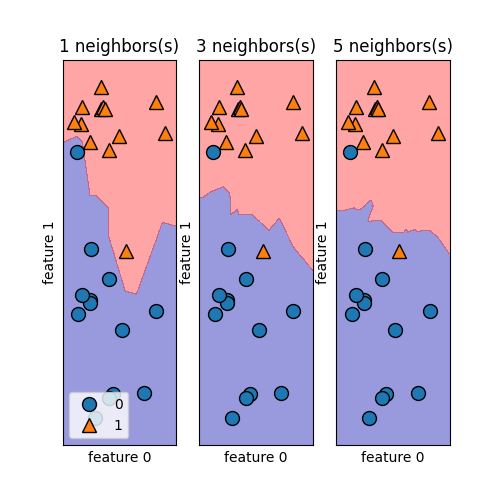 1 neighbors(s)
3 neighbors(s)
5 neighbors(s)
feature 1
feature 1
feature 1
0
1
feature 0
feature 0
feature 0